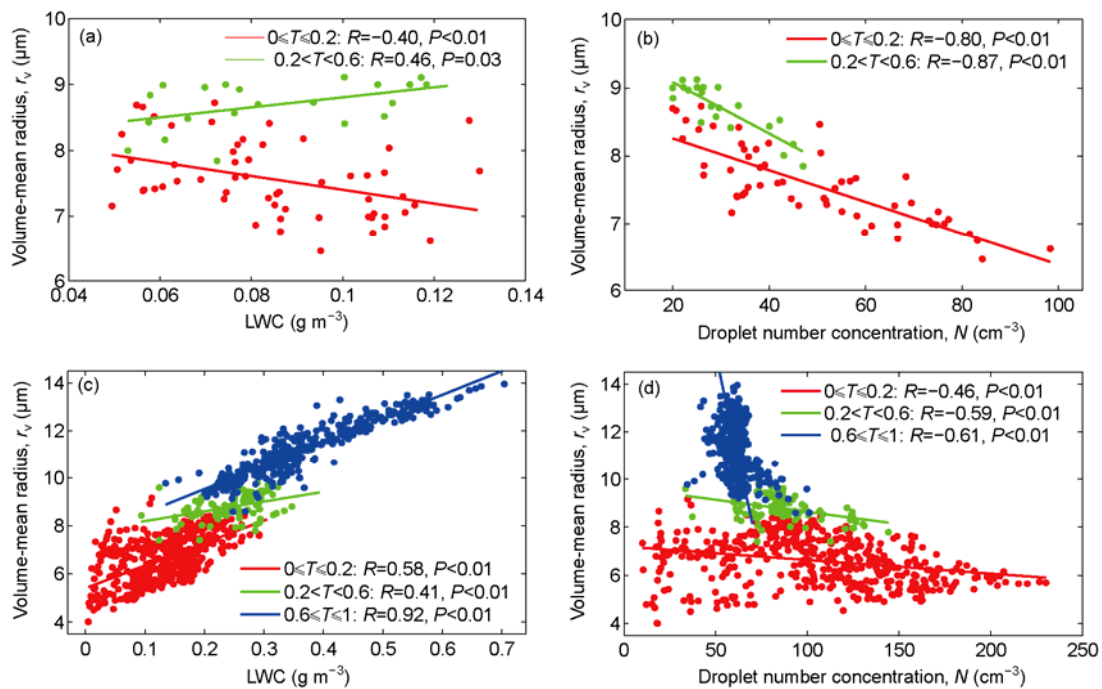 (a)
0⩽T⩽0.2: R=−0.40, P<0.01
0.2<T<0.6: R=0.46, P=0.03
Volume-mean radius, rᵥ (μm)
10
9
8
7
6
0.04 0.06 0.08 0.1 0.12 0.14
LWC (g m⁻³)
(b)
0⩽T⩽0.2: R=−0.80, P<0.01
0.2<T<0.6: R=−0.87, P<0.01
Volume-mean radius, rᵥ (μm)
10
9
8
7
6
20 40 60 80 100
Droplet number concentration, N (cm⁻³)
(c)
Volume-mean radius, rᵥ (μm)
14
12
10
8
6
4
0⩽T⩽0.2: R=0.58, P<0.01
0.2<T<0.6: R=0.41, P<0.01
0.6⩽T⩽1: R=0.92, P<0.01
0 0.1 0.2 0.3 0.4 0.5 0.6 0.7
LWC (g m⁻³)
(d)
0⩽T⩽0.2: R=−0.46, P<0.01
0.2<T<0.6: R=−0.59, P<0.01
0.6⩽T⩽1: R=−0.61, P<0.01
Volume-mean radius, rᵥ (μm)
14
12
10
8
6
4
0 50 100 150 200 250
Droplet number concentration, N (cm⁻³)